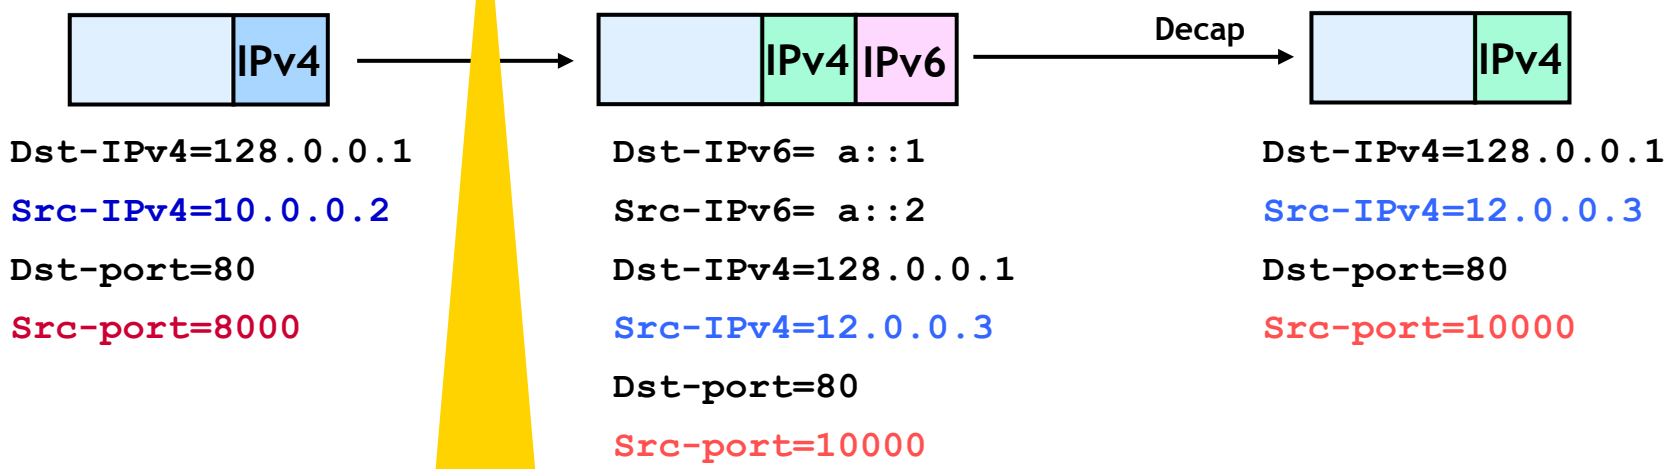 IPv4
IPv4 IPv6
Decap
IPv4
Dst-IPv4=128.0.0.1
Src-IPv4=10.0.0.2
Dst-port=80
Src-port=8000
Dst-IPv6= a::1
Src-IPv6= a::2
Dst-IPv4=128.0.0.1
Src-IPv4=12.0.0.3
Dst-port=80
Src-port=10000
Dst-IPv4=128.0.0.1
Src-IPv4=12.0.0.3
Dst-port=80
Src-port=10000